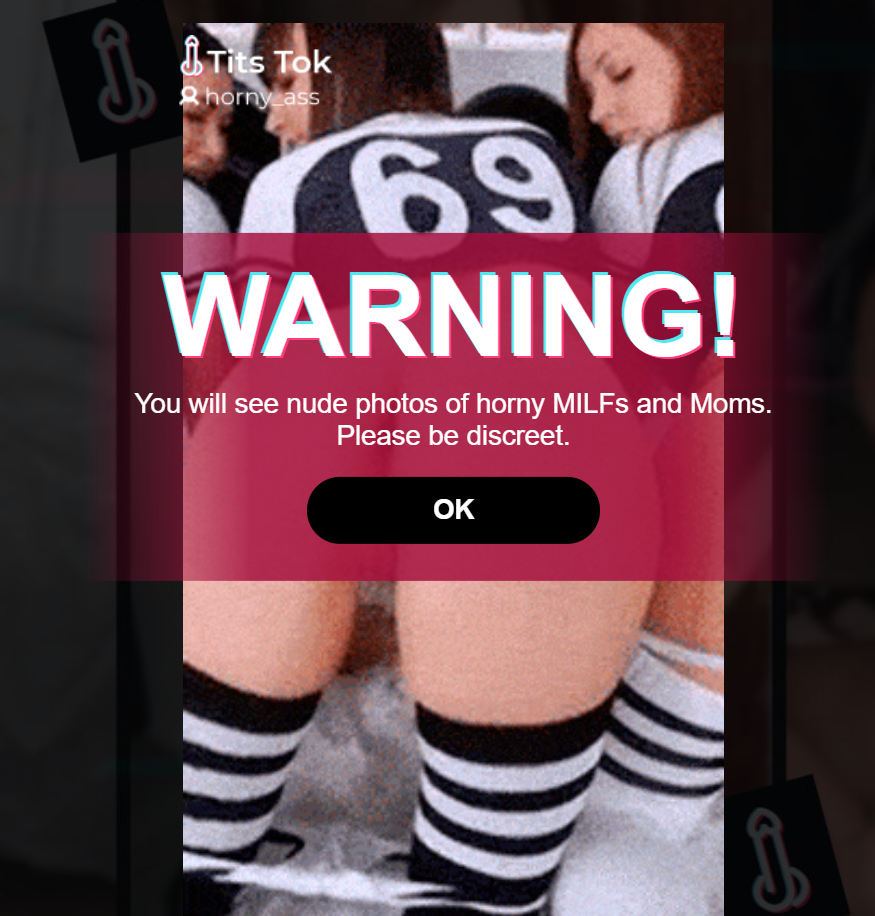 Tits Tok
horny_ass
69
WARNING!
You will see nude photos of horny MILFs and Moms.
Please be discreet.
OK